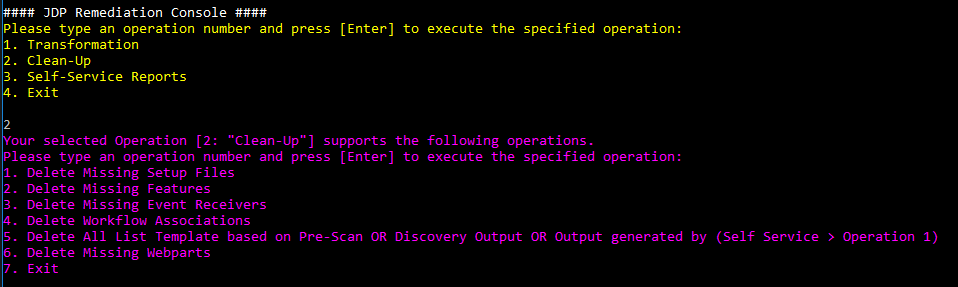 #### JDP Remediation Console ####
Please type an operation number and press [Enter] to execute the specified operation:
1. Transformation
2. Clean-Up
3. Self-Service Reports
4. Exit
2
Your selected Operation [2: "Clean-Up"] supports the following operations.
Please type an operation number and press [Enter] to execute the specified operation:
1. Delete Missing Setup Files
2. Delete Missing Features
3. Delete Missing Event Receivers
4. Delete Workflow Associations
5. Delete All List Template based on Pre-Scan OR Discovery Output OR Output generated by (Self Service > Operation 1)
6. Delete Missing Webparts
7. Exit